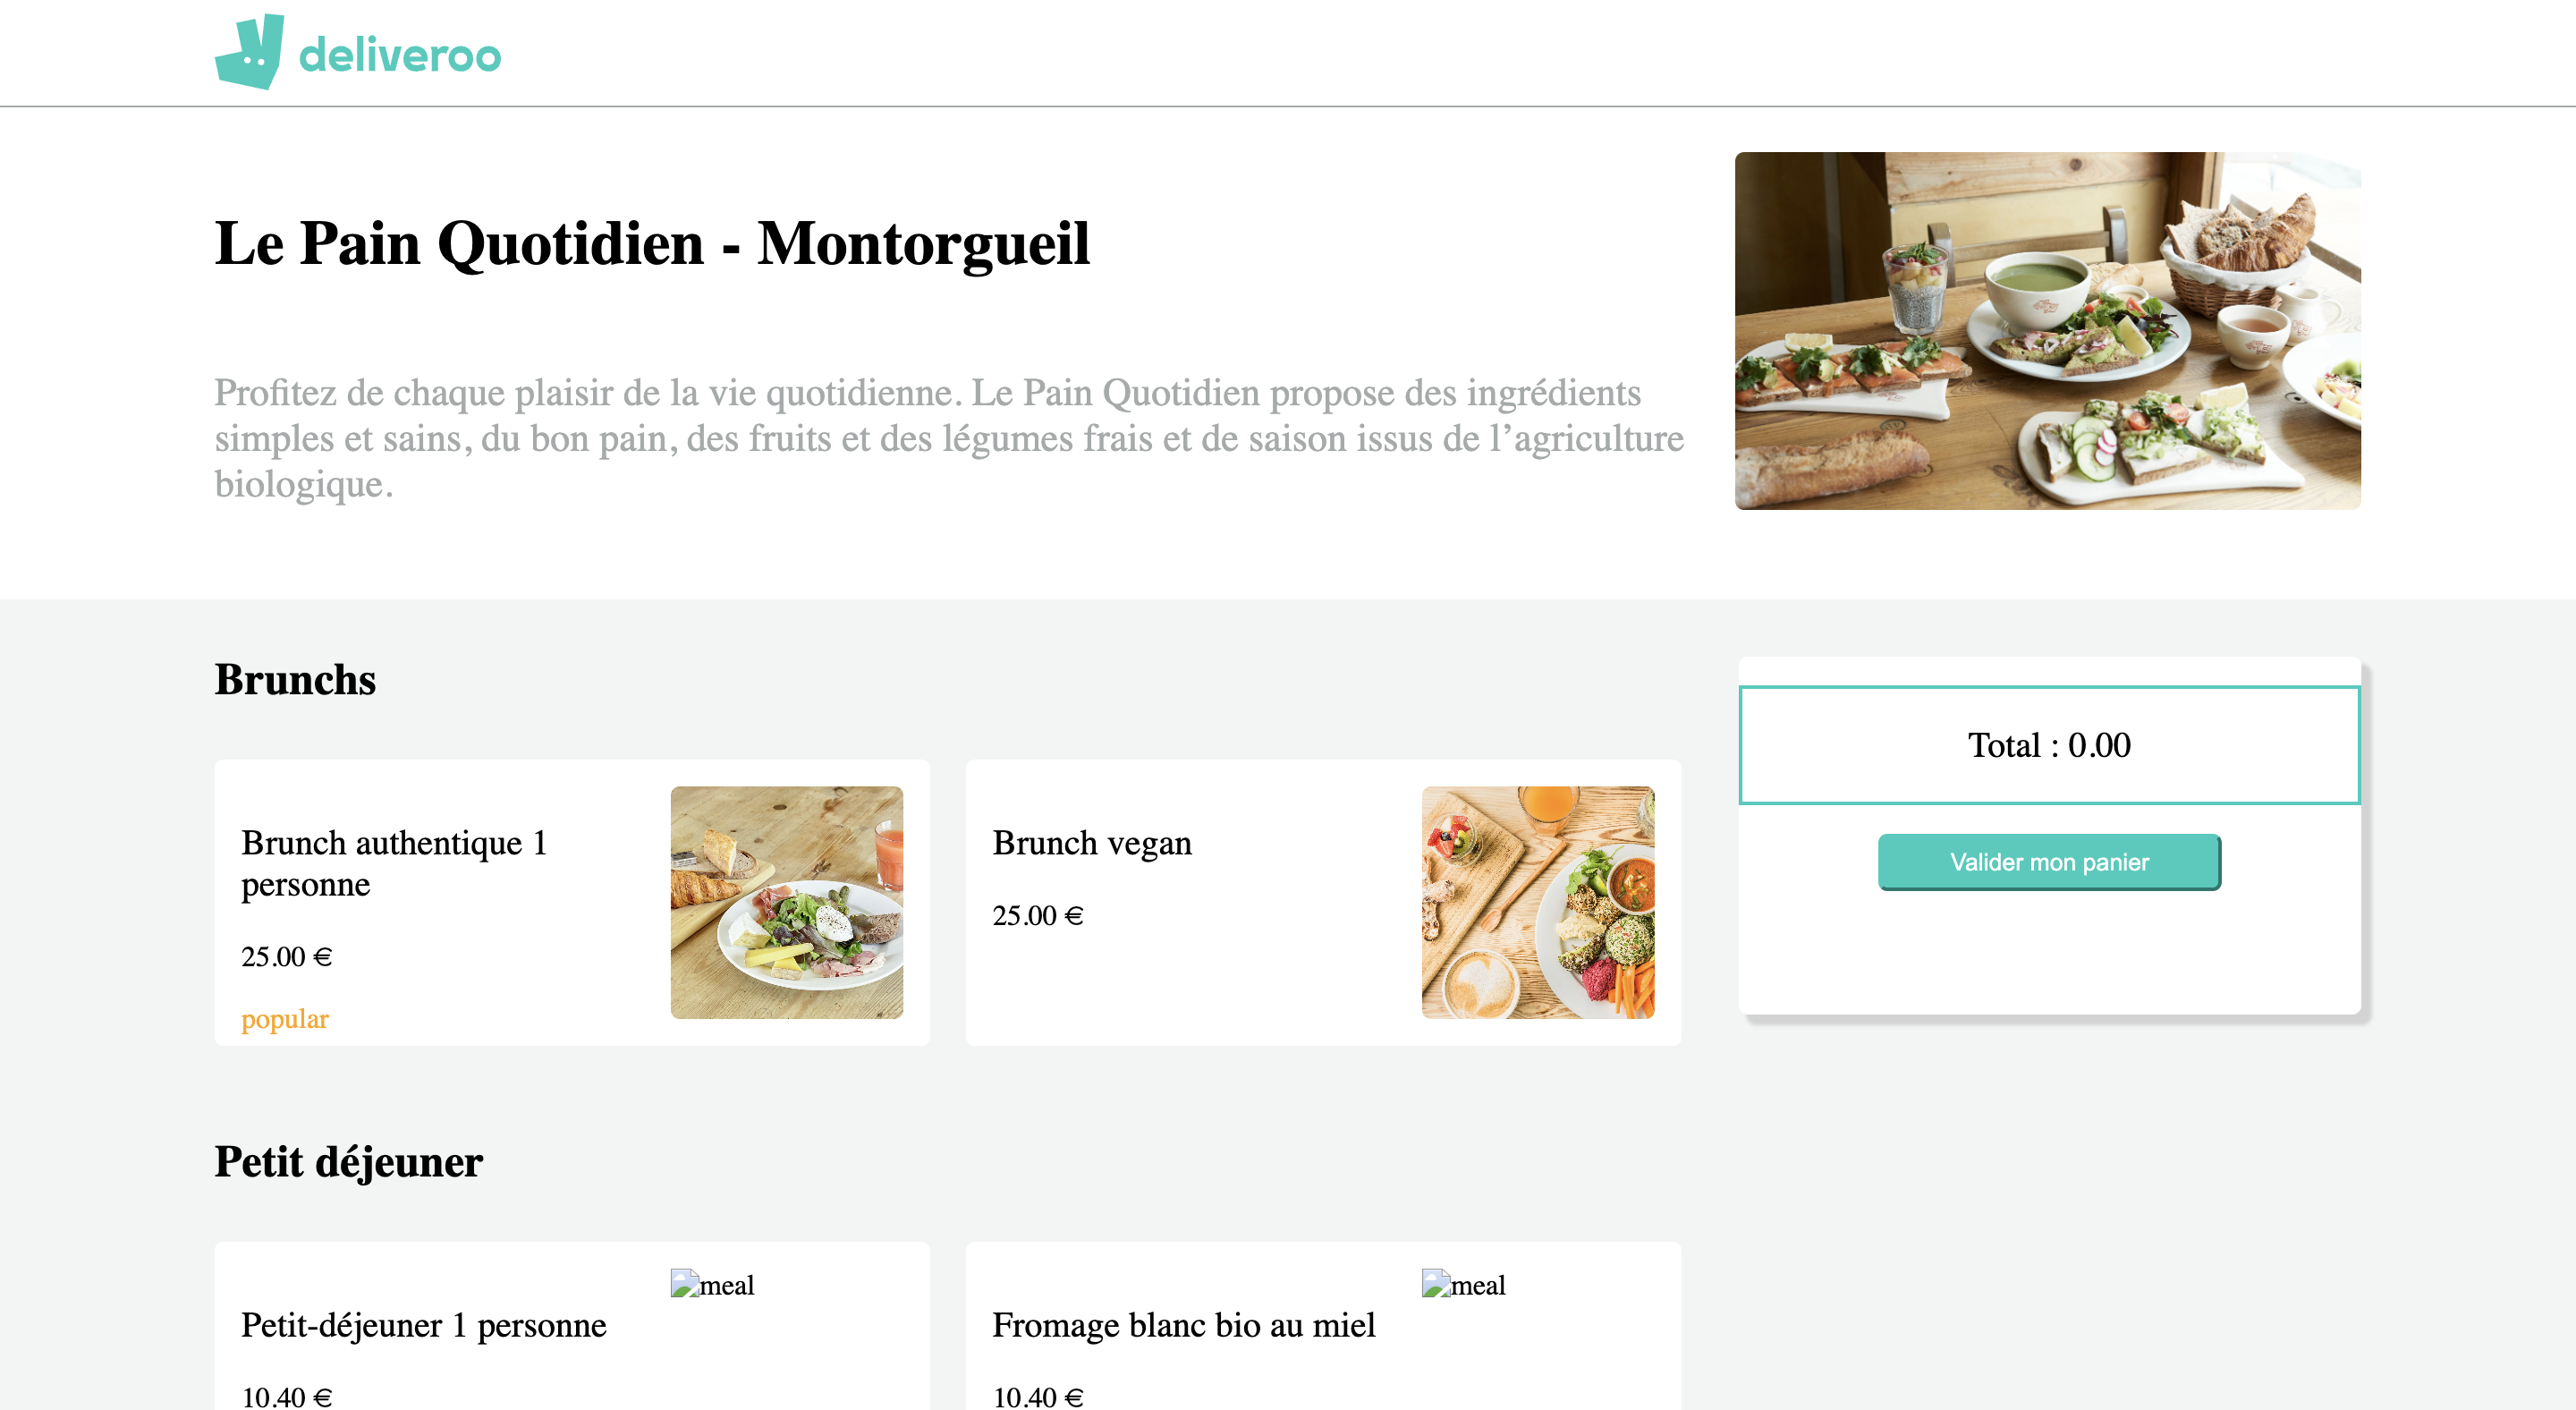 deliveroo
Le Pain Quotidien - Montorgueil
Profitez de chaque plaisir de la vie quotidienne. Le Pain Quotidien propose des ingrédients
simples et sains, du bon pain, des fruits et des légumes frais et de saison issus de l’agriculture
biologique.
Brunchs
Brunch authentique 1
personne
25.00 €
popular
Brunch vegan
25.00 €
Total : 0.00
Valider mon panier
Petit déjeuner
meal
Petit-déjeuner 1 personne
10.40 €
meal
Fromage blanc bio au miel
10.40 €